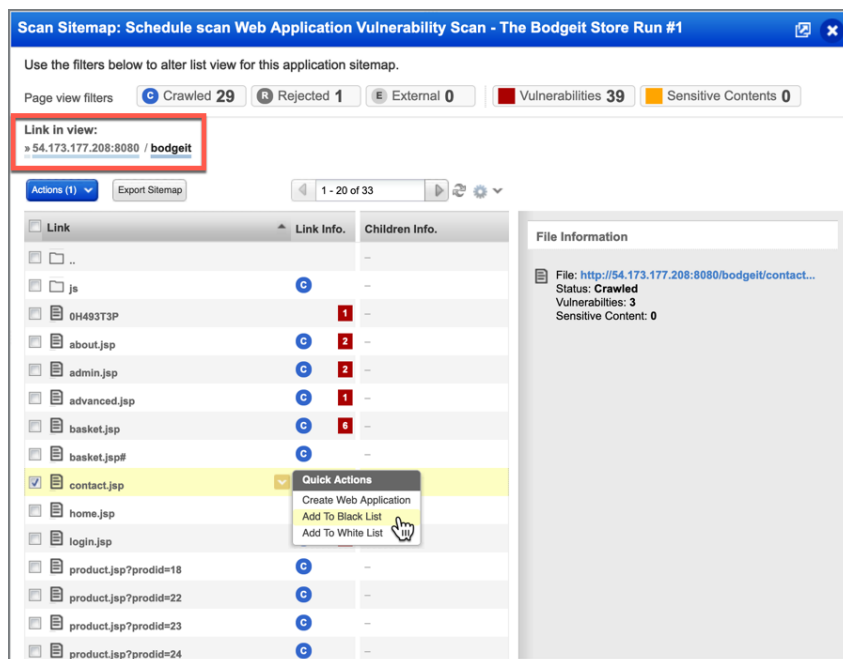 Scan Sitemap: Schedule scan Web Application Vulnerability Scan - The Bodgeit Store Run #1
Use the filters below to alter list view for this application sitemap.
Page view filters C Crawled 29 R Rejected 1 E External 0 Vulnerabilities 39 Sensitive Contents 0
Link in view:
» 54.173.177.208:8080 / bodgeit
Actions (1) Export Sitemap 1 - 20 of 33
Link Link Info. Children Info.
File Information
..
–
File: http://54.173.177.208:8080/bodgeit/contact...
Status: Crawled
Vulnerabilties: 3
Sensitive Content: 0
js C –
0H493T3P 1 –
about.jsp C 2 –
admin.jsp C 2 –
advanced.jsp C 1 –
basket.jsp C 6 –
basket.jsp# C –
contact.jsp
Quick Actions
Create Web Application
Add To Black List
Add To White List
home.jsp
login.jsp
product.jsp?prodid=18 C –
product.jsp?prodid=22 C –
product.jsp?prodid=23 C –
product.jsp?prodid=24 C –